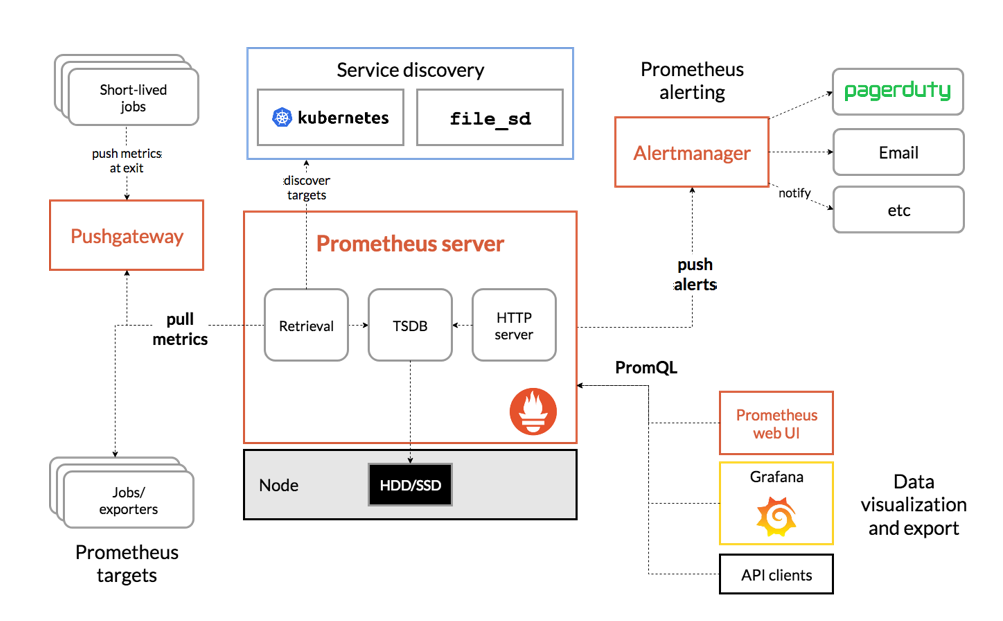 Short-lived
jobs
push metrics
at exit
Pushgateway
pull
metrics
Jobs/
exporters
Prometheus
targets
Service discovery
kubernetes
file_sd
discover
targets
Prometheus server
Retrieval
TSDB
HTTP
server
Node
HDD/SSD
Prometheus
alerting
Alertmanager
pagerduty
Email
notify
etc
push
alerts
PromQL
Prometheus
web UI
Grafana
API clients
Data
visualization
and export